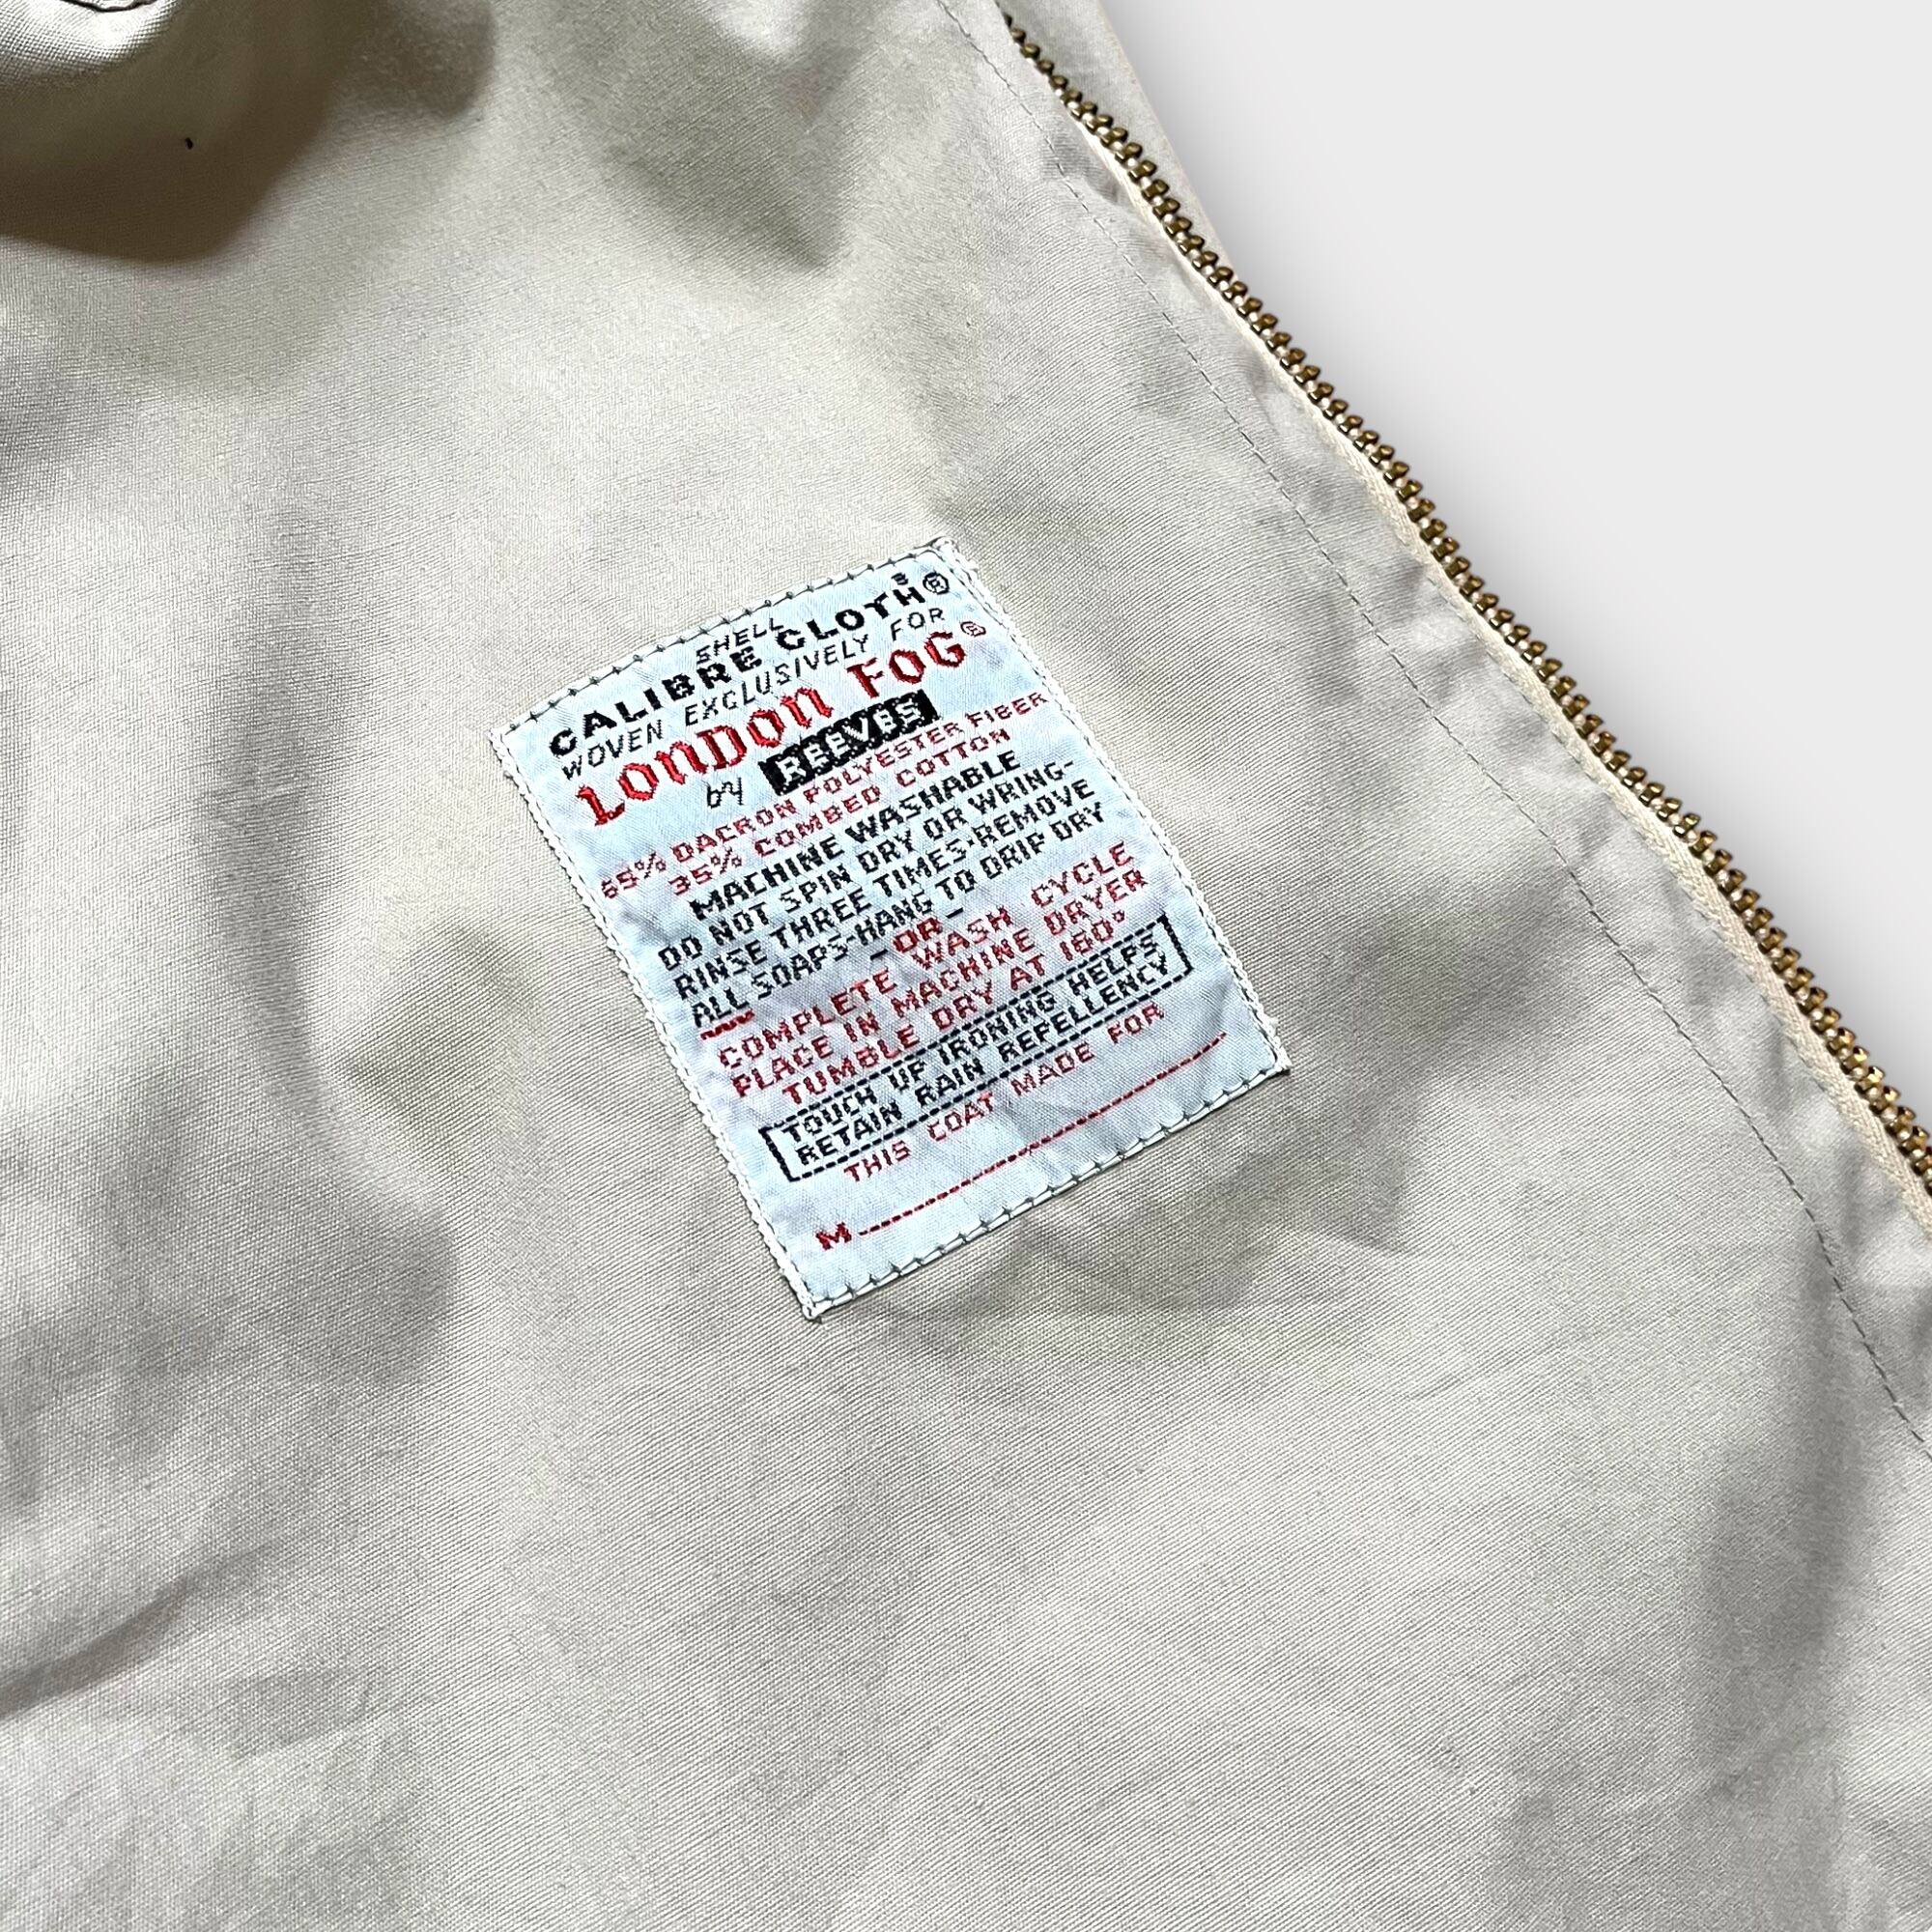 SHELL
CALIBRE CLOTH®
WOVEN EXCLUSIVELY FOR
LONDON FOG®
by REEVES
65% DACRON POLYESTER FIBER
35% COMBED COTTON
MACHINE WASHABLE
DO NOT SPIN DRY OR WRING-
RINSE THREE TIMES-REMOVE
ALL SOAPS-HANG TO DRIP DRY
-OR-
COMPLETE WASH CYCLE
PLACE IN MACHINE DRYER
TUMBLE DRY AT 160°
TOUCH UP IRONING HELPS
RETAIN RAIN REPELLENCY
THIS COAT MADE FOR
M